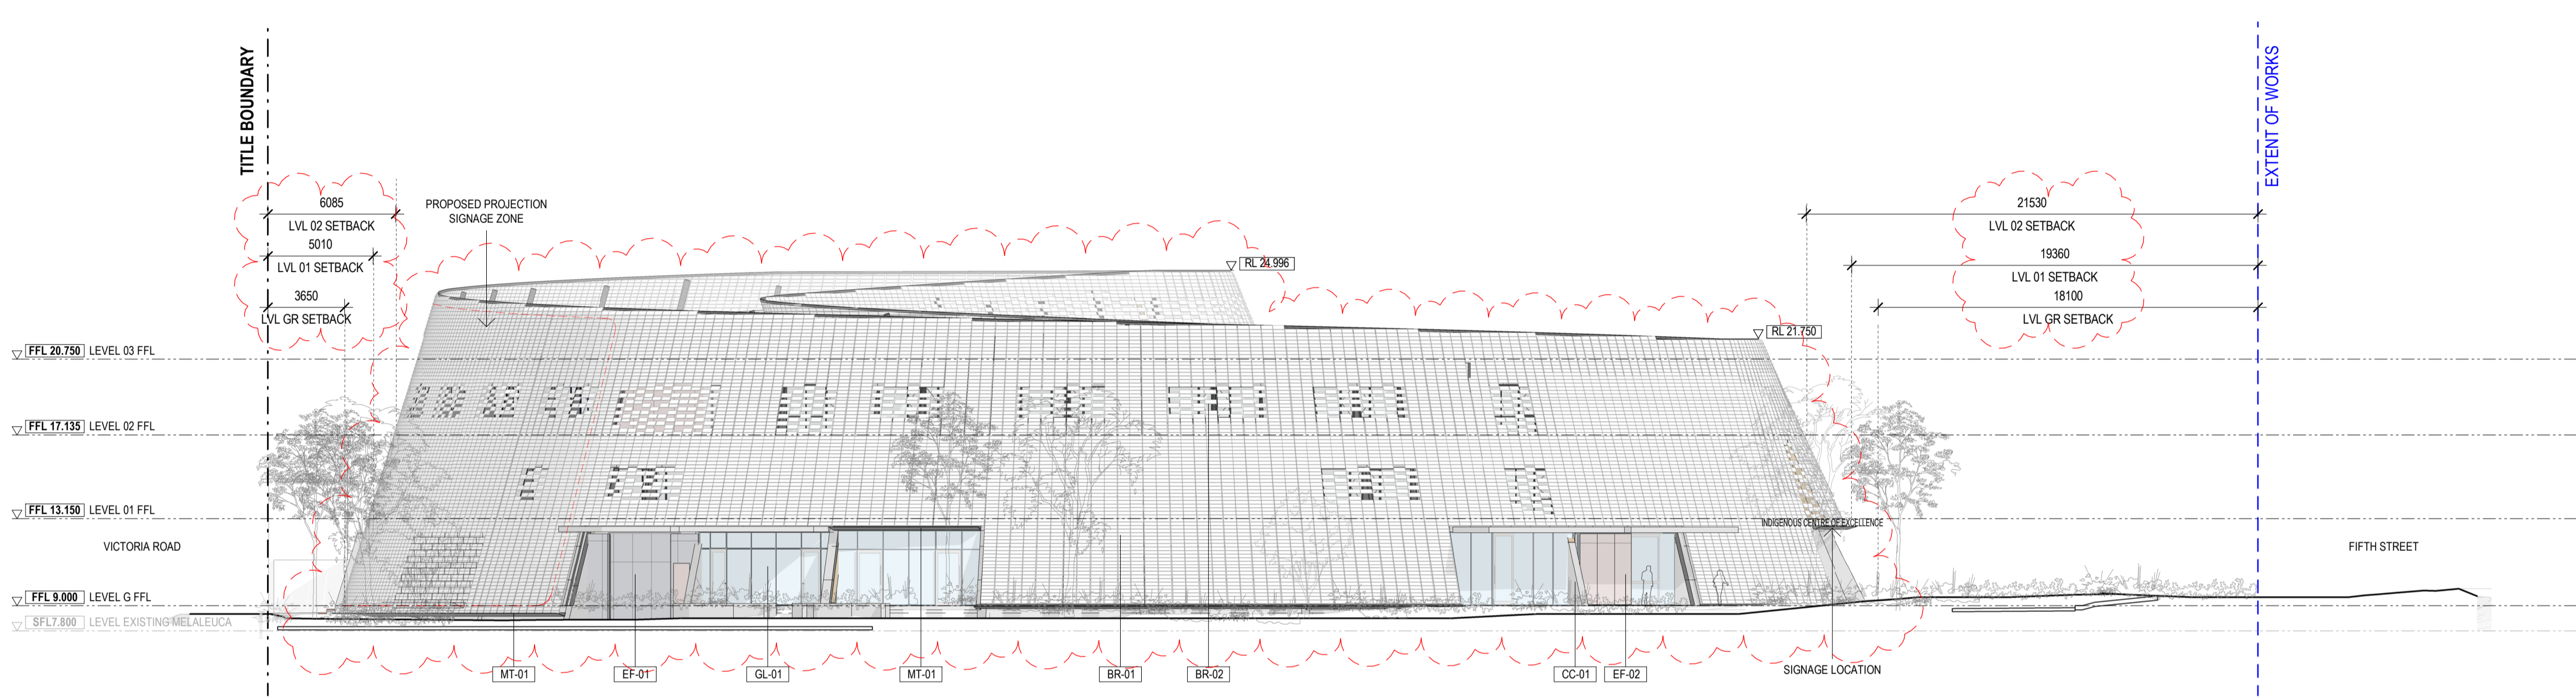 TITLE BOUNDARY
EXTENT OF WORKS
6085
LVL 02 SETBACK
5010
LVL 01 SETBACK
3650
LVL GR SETBACK
PROPOSED PROJECTION
SIGNAGE ZONE
RL 24.996
RL 21.750
21530
LVL 02 SETBACK
19360
LVL 01 SETBACK
18100
LVL GR SETBACK
FFL 20.750 LEVEL 03 FFL
FFL 17.135 LEVEL 02 FFL
FFL 13.150 LEVEL 01 FFL
INDIGENOUS CENTRE OF EXCELLENCE
VICTORIA ROAD
FIFTH STREET
FFL 9.000 LEVEL G FFL
SFL7.800 LEVEL EXISTING MELALEUCA
MT-01
EF-01
GL-01
MT-01
BR-01
BR-02
CC-01
EF-02
SIGNAGE LOCATION